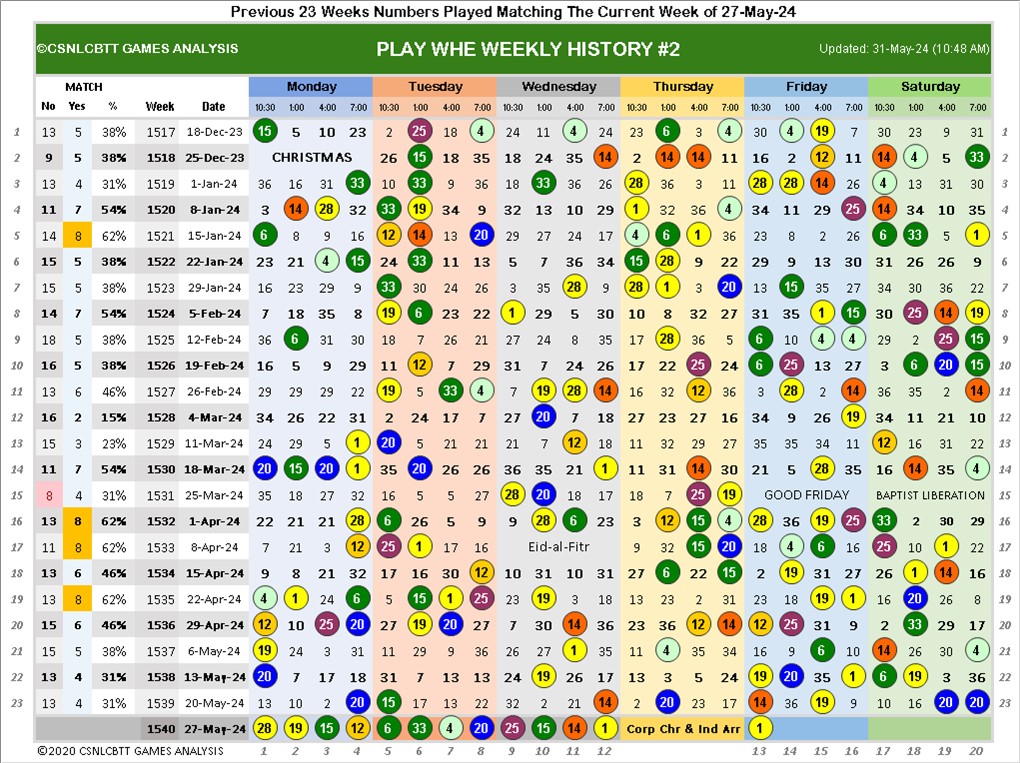 Previous 23 Weeks Numbers Played Matching The Current Week of 27-May-24
©CSNLCBTT GAMES ANALYSIS PLAY WHE WEEKLY HISTORY #2 Updated: 31-May-24 (10:48 AM)
MATCH Monday Tuesday Wednesday Thursday Friday Saturday
No Yes % Week Date 10:30 1:00 4:00 7:00 10:30 1:00 4:00 7:00 10:30 1:00 4:00 7:00 10:30 1:00 4:00 7:00 10:30 1:00 4:00 7:00 10:30 1:00 4:00 7:00
1 13 5 38% 1517 18-Dec-23 15 5 10 23 2 25 18 4 24 11 4 24 23 6 3 4 30 4 19 7 30 23 9 31 1
2 9 5 38% 1518 25-Dec-23 CHRISTMAS 26 15 18 35 18 24 35 14 2 14 14 11 16 2 12 11 14 4 5 33 2
3 13 4 31% 1519 1-Jan-24 36 16 31 33 10 33 9 36 18 33 36 25 28 36 3 11 28 28 14 26 4 13 31 30 3
4 11 7 54% 1520 8-Jan-24 3 14 28 32 33 19 34 9 32 13 10 29 1 32 36 4 34 11 29 25 14 34 10 35 4
5 14 8 62% 1521 15-Jan-24 6 8 9 16 12 14 13 20 29 27 24 17 4 6 1 36 23 8 2 26 6 33 5 1 5
6 15 5 38% 1522 22-Jan-24 23 21 4 15 24 33 11 13 5 7 36 34 15 28 9 22 29 9 13 30 31 26 26 9 6
7 15 5 38% 1523 29-Jan-24 16 23 29 9 33 30 24 26 3 35 28 9 28 1 3 20 13 15 27 35 34 30 36 22 7
8 14 7 54% 1524 5-Feb-24 7 18 35 8 19 6 23 22 1 29 5 30 10 8 32 27 31 35 1 15 30 25 14 19 8
9 18 5 38% 1525 12-Feb-24 36 6 31 30 18 7 26 21 27 24 8 35 17 28 36 5 6 10 4 4 29 2 25 15 9
10 16 5 38% 1526 19-Feb-24 16 5 9 29 11 12 7 29 31 7 24 26 17 22 25 24 6 25 13 27 3 6 20 15 10
11 13 6 46% 1527 26-Feb-24 29 29 29 22 19 5 33 4 7 19 28 14 16 32 12 36 3 28 2 14 36 35 2 14 11
12 16 2 15% 1528 4-Mar-24 34 26 22 31 2 24 17 7 27 20 7 18 27 23 27 16 34 9 26 19 34 11 21 10 12
13 15 3 23% 1529 11-Mar-24 24 29 5 1 20 5 21 21 21 7 12 18 11 32 29 27 35 35 34 11 12 16 31 22 13
14 11 7 54% 1530 18-Mar-24 20 15 20 1 35 20 26 26 36 35 21 1 11 31 14 30 21 5 28 35 16 14 35 4 14
15 8 4 31% 1531 25-Mar-24 35 18 27 32 16 5 5 27 28 20 18 17 18 7 25 19 GOOD FRIDAY BAPTIST LIBERATION 15
16 13 8 62% 1532 1-Apr-24 22 21 21 28 6 26 5 9 9 28 6 23 3 12 15 4 28 36 19 25 33 2 30 29 16
17 11 8 62% 1533 8-Apr-24 7 21 3 12 25 1 17 16 Eid-al-Fitr 9 32 15 20 18 4 6 16 25 10 1 22 17
18 13 6 46% 1534 15-Apr-24 9 8 21 32 17 16 30 12 10 31 10 31 27 6 22 15 2 19 31 27 26 1 14 16 18
19 13 8 62% 1535 22-Apr-24 4 1 24 6 5 15 1 25 23 19 3 18 13 23 2 31 23 18 19 1 16 20 26 8 19
20 15 6 46% 1536 29-Apr-24 12 10 25 20 27 19 20 27 7 30 14 36 23 36 12 14 12 25 31 9 2 33 29 17 20
21 15 5 38% 1537 6-May-24 19 24 3 31 11 29 9 35 27 26 1 35 11 4 11 34 16 9 6 10 14 26 30 4 21
22 13 4 31% 1538 13-May-24 20 7 17 18 31 7 13 13 24 19 26 17 13 3 5 24 19 20 35 1 6 19 3 36 22
23 13 4 31% 1539 20-May-24 10 13 2 20 15 17 13 22 24 34 32 14 2 20 17 23 14 36 19 9 10 16 20 20 23
1540 27-May-24 28 19 15 12 6 33 4 20 25 15 14 1 Corp Chr & Ind Arr 1
©2020 CSNLCBTT GAMES ANALYSIS 1 2 3 4 5 6 7 8 9 10 11 12 13 14 15 16 17 18 19 20